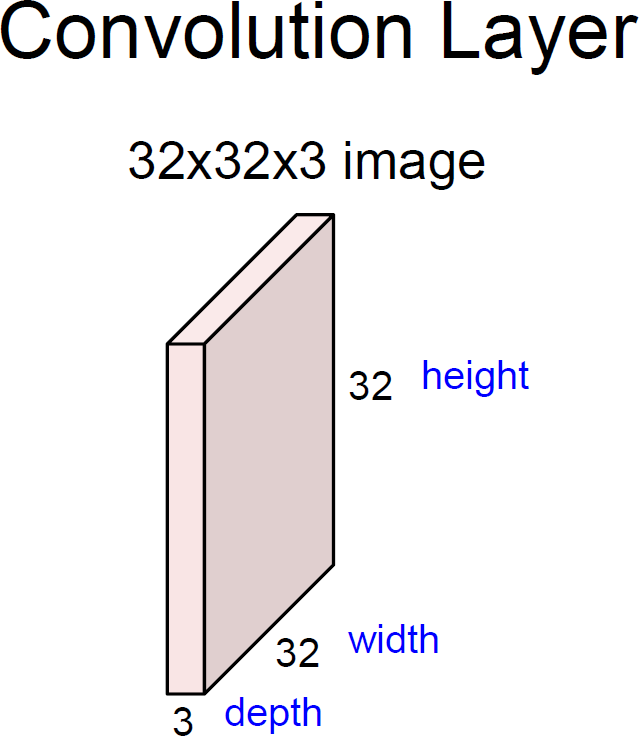 Convolution Layer
32x32x3 image
32 height
32 width
3 depth